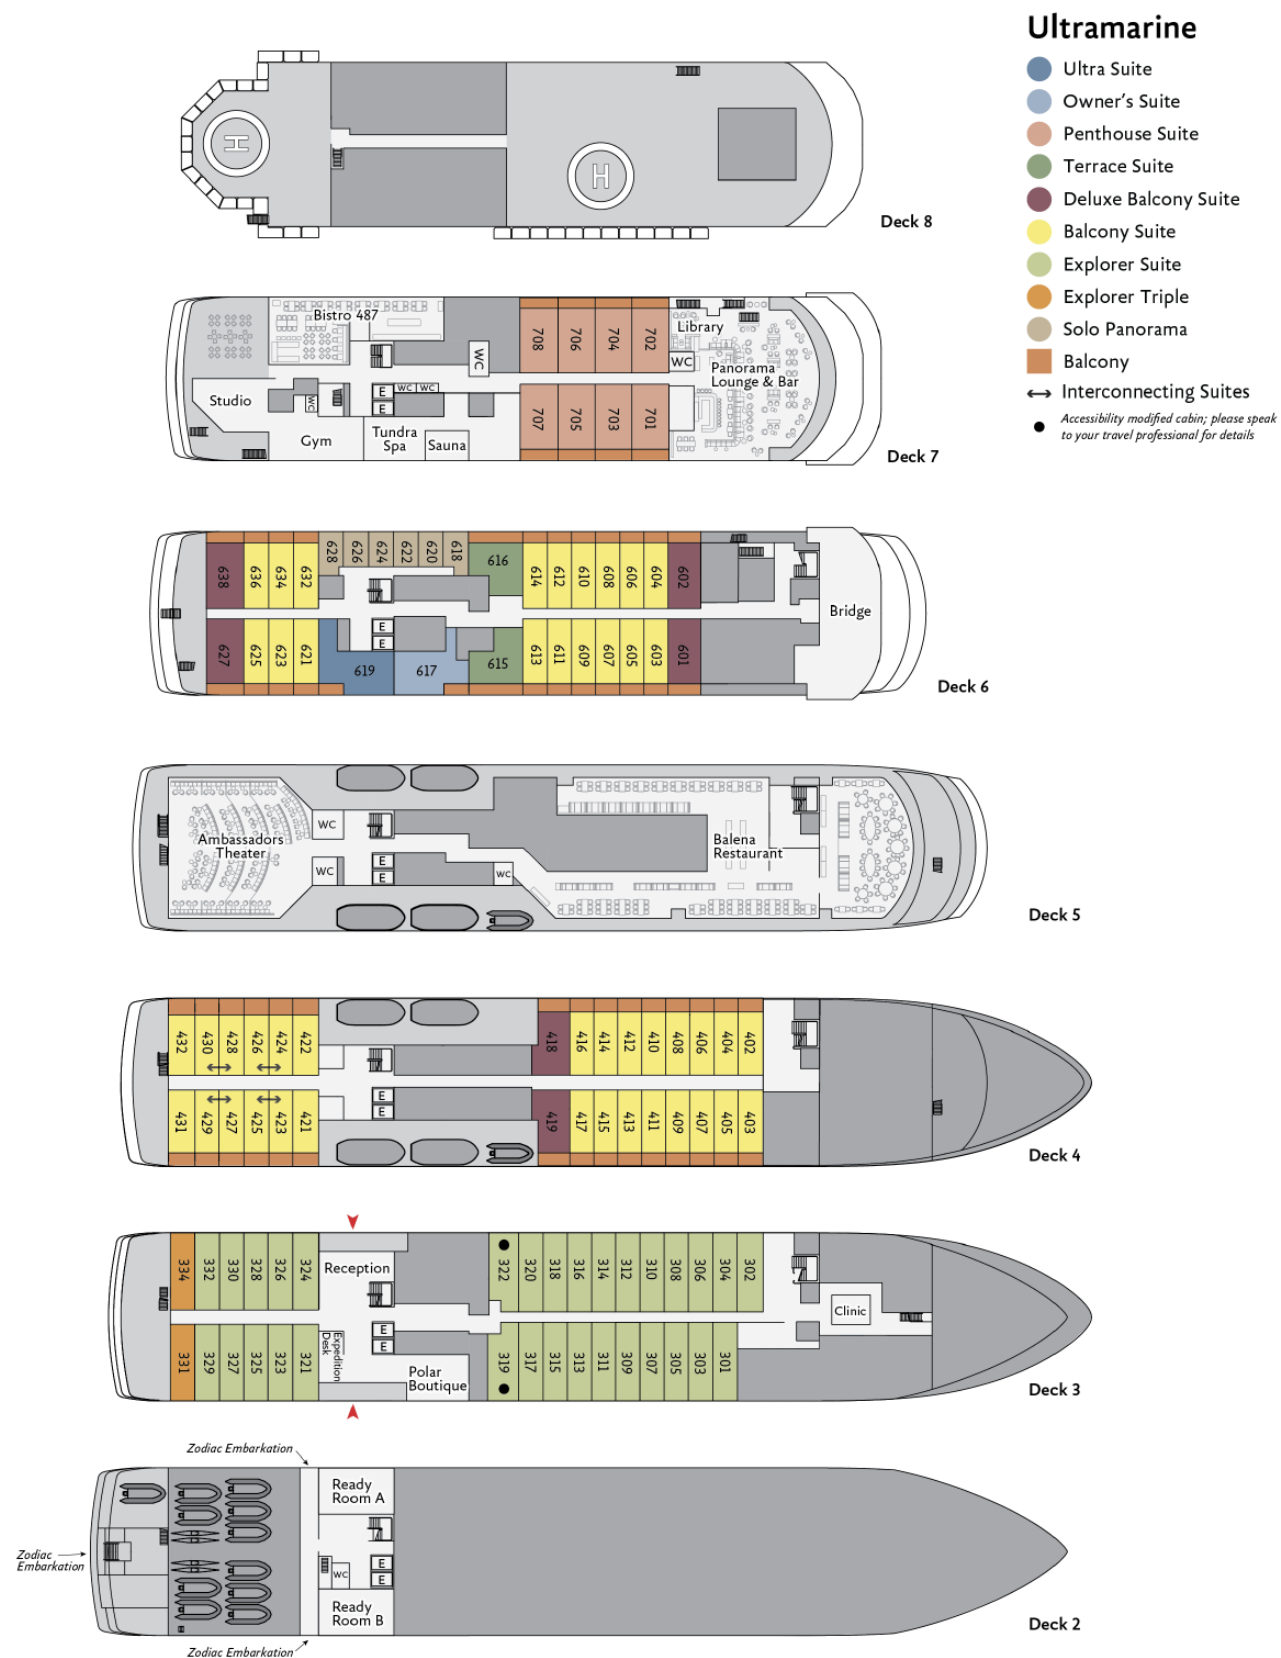 Ultramarine
Ultra Suite
Owner's Suite
Penthouse Suite
Terrace Suite
Deluxe Balcony Suite
Balcony Suite
Explorer Suite
Explorer Triple
Solo Panorama
Balcony
Interconnecting Suites
Accessibility modified cabin; please speak
to your travel professional for details
H
H
Deck 8
Bistro 487
708 706 704 702
Library
WC
WC
Panorama
Lounge & Bar
Studio
WC
E
E
WC WC
Gym
Tundra
Spa
Sauna
707 705 703 701
Deck 7
638 636 634 632 628 626 624 622 620 618 616 614 612 610 608 606 604 602
Bridge
E
E
627 625 623 621 619 617 615 613 611 609 607 605 603 601
Deck 6
WC
Ambassadors
Theater
Balena
Restaurant
WC
E
E
WC
Deck 5
432 430 428 426 424 422 418 416 414 412 410 408 406 404 402
E
E
431 429 427 425 423 421 419 417 415 413 411 409 407 405 403
Deck 4
334 332 330 328 326 324
Reception
322 320 318 316 314 312 310 308 306 304 302
Clinic
E
E
331 329 327 325 323 321
Expedition
Desk
Polar
Boutique
319 317 315 313 311 309 307 305 303 301
Deck 3
Zodiac Embarkation
Ready
Room A
Zodiac
Embarkation
WC
E
E
Ready
Room B
Deck 2
Zodiac Embarkation